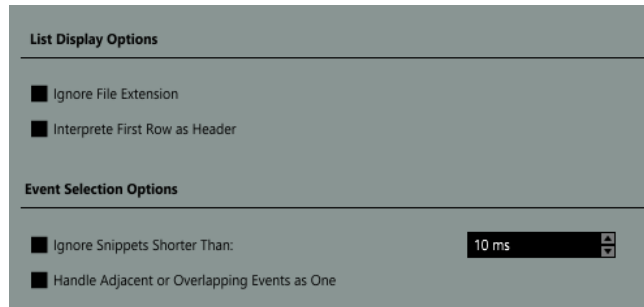 List Display Options
Ignore File Extension
Interprete First Row as Header
Event Selection Options
Ignore Snippets Shorter Than: 10 ms
Handle Adjacent or Overlapping Events as One